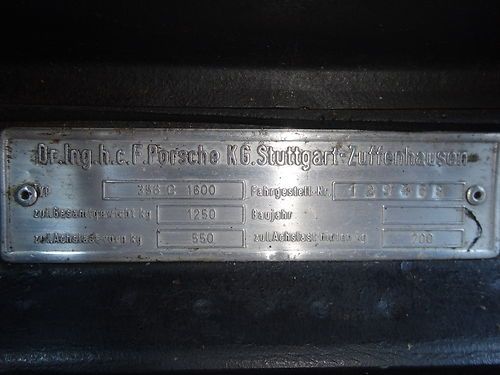 Dr.Ing.h.c.F.Porsche KG.Stuttgart-Zuffenhausen
Typ 356 C 1600 Fahrgestell-Nr.
zul.Gesamtgewicht kg 1250 Baujahr
zul.Achslast vorn kg 550 zul.Achslast hinten kg 700